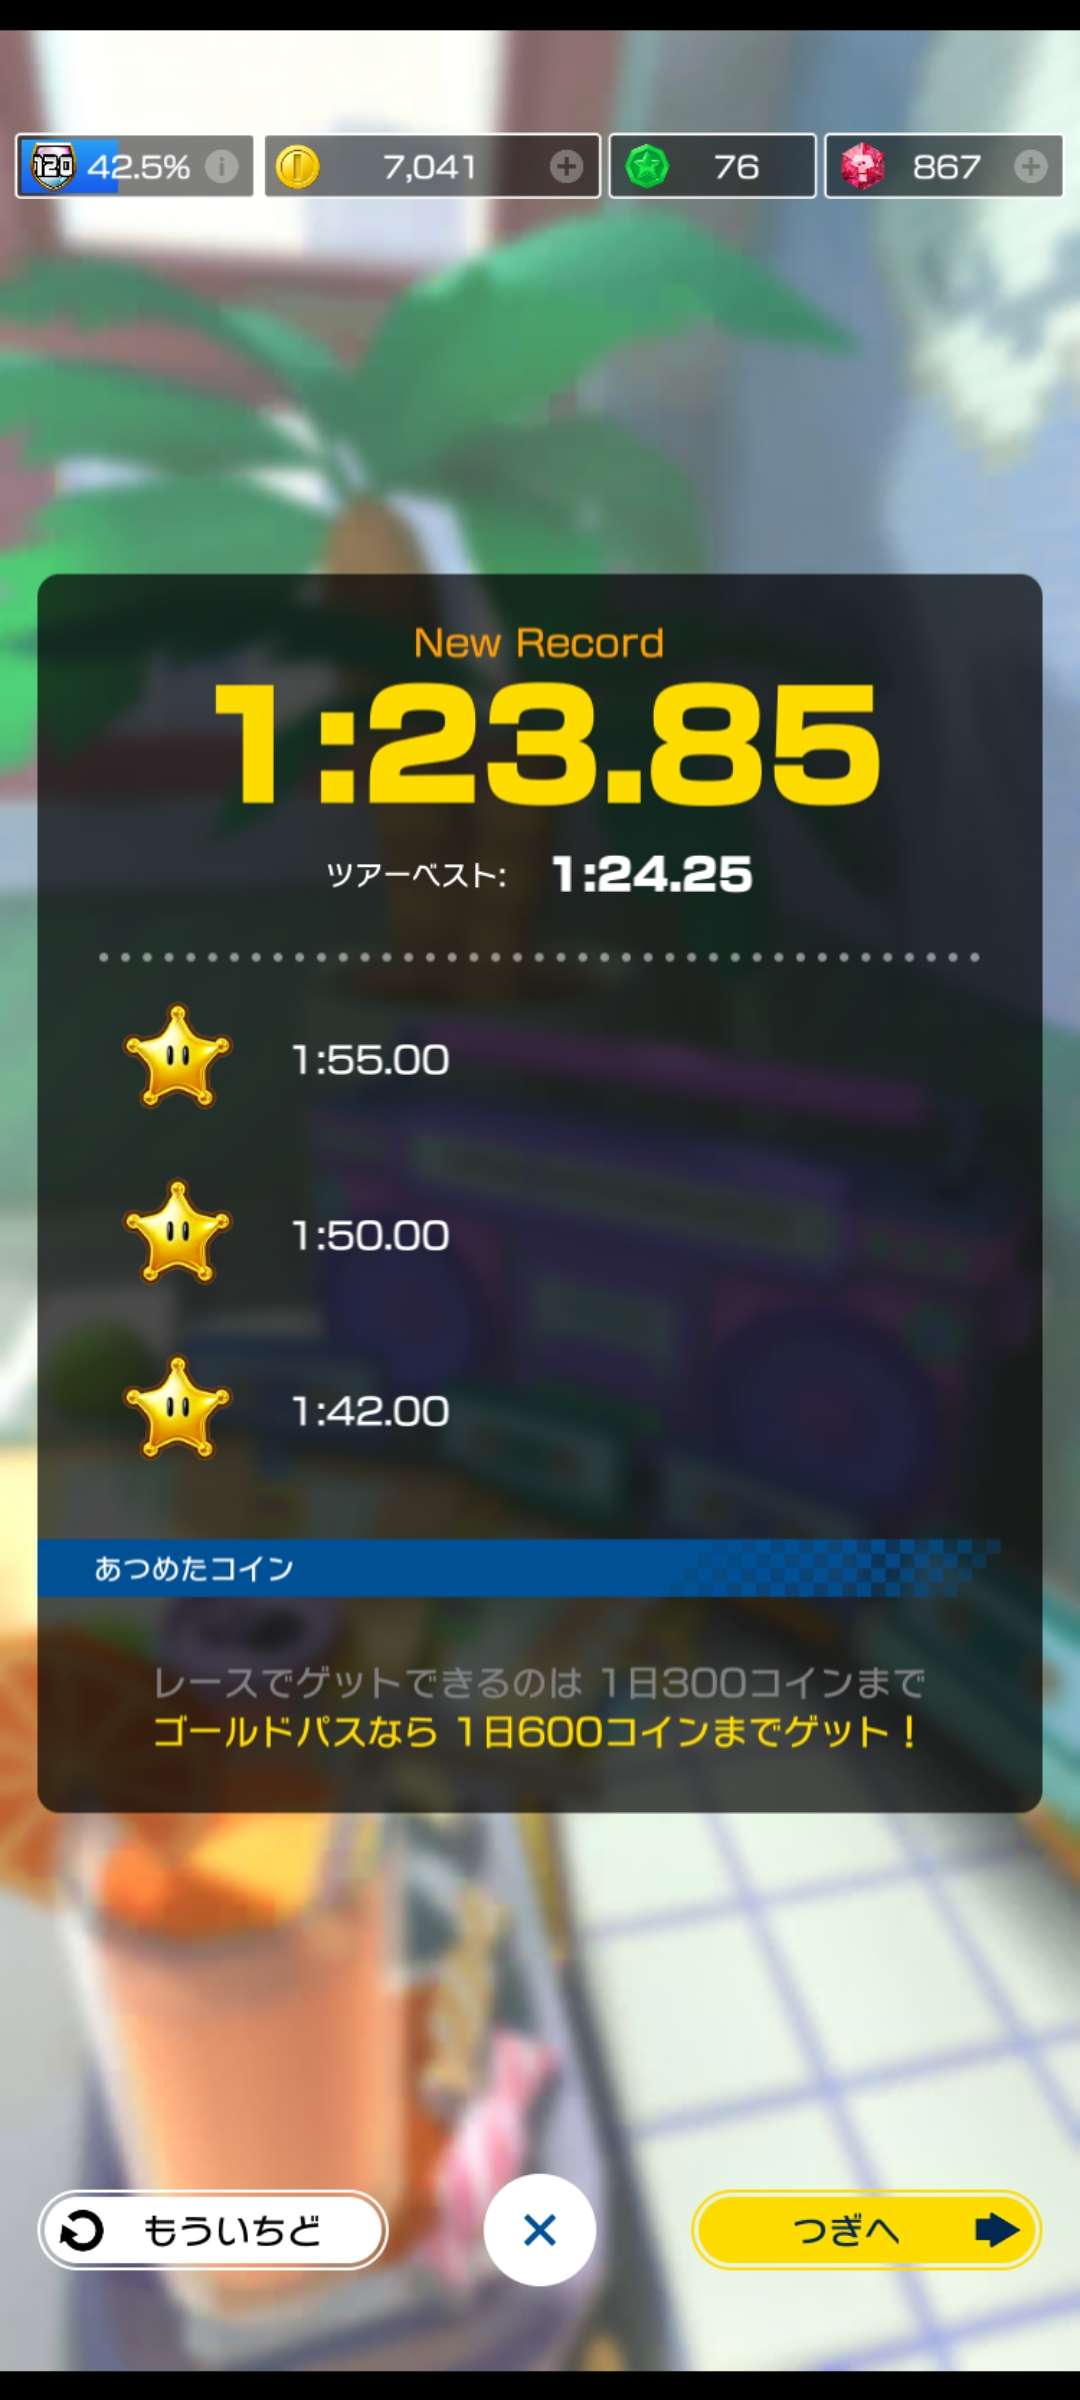 120 42.5% 7,041 76 867
New Record
1:23.85
ツアーベスト: 1:24.25
1:55.00
1:50.00
1:42.00
あつめたコイン
レースでゲットできるのは 1日300コインまで
ゴールドパスなら 1日600コインまでゲット！
もういちど
つぎへ